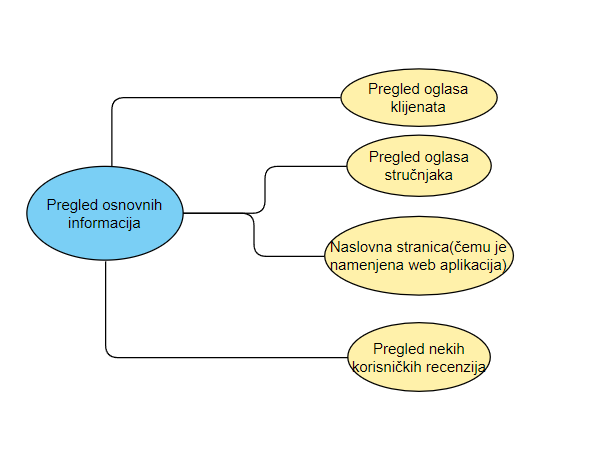 Pregled oglasa
klijenata
Pregled oglasa
stručnjaka
Pregled osnovnih
informacija
Naslovna stranica(čemu je
namenjena web aplikacija)
Pregled nekih
korisničkih recenzija